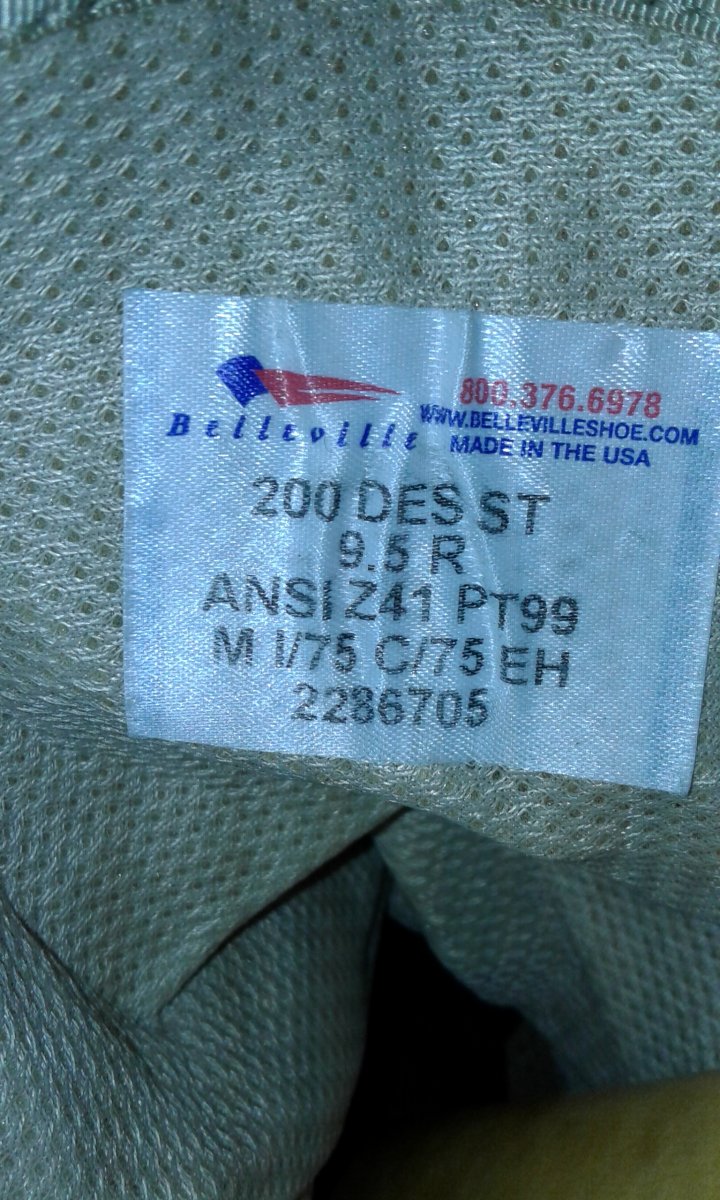 Belleville
800.376.6978
WWW.BELLEVILLESHOE.COM
MADE IN THE USA
200 DES ST
9.5 R
ANSI Z41 PT99
M I/75 C/75 EH
2286705